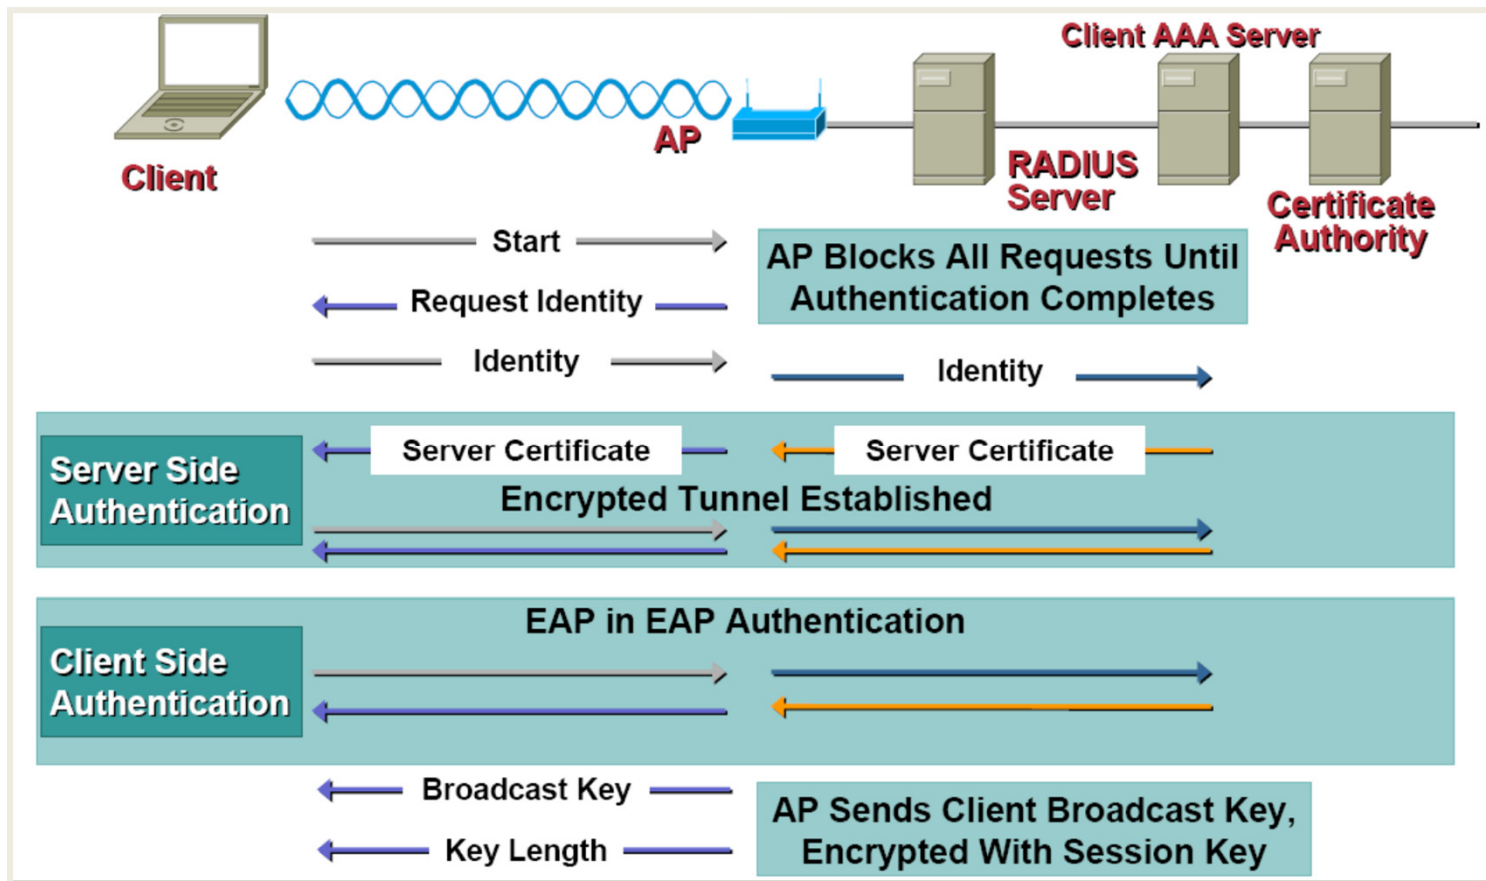 Client AAA Server
AP
Client
RADIUS
Server
Certificate
Authority
Start
AP Blocks All Requests Until
Authentication Completes
Request Identity
Identity
Identity
Server Side
Authentication
Server Certificate
Server Certificate
Encrypted Tunnel Established
EAP in EAP Authentication
Client Side
Authentication
Broadcast Key
AP Sends Client Broadcast Key,
Encrypted With Session Key
Key Length